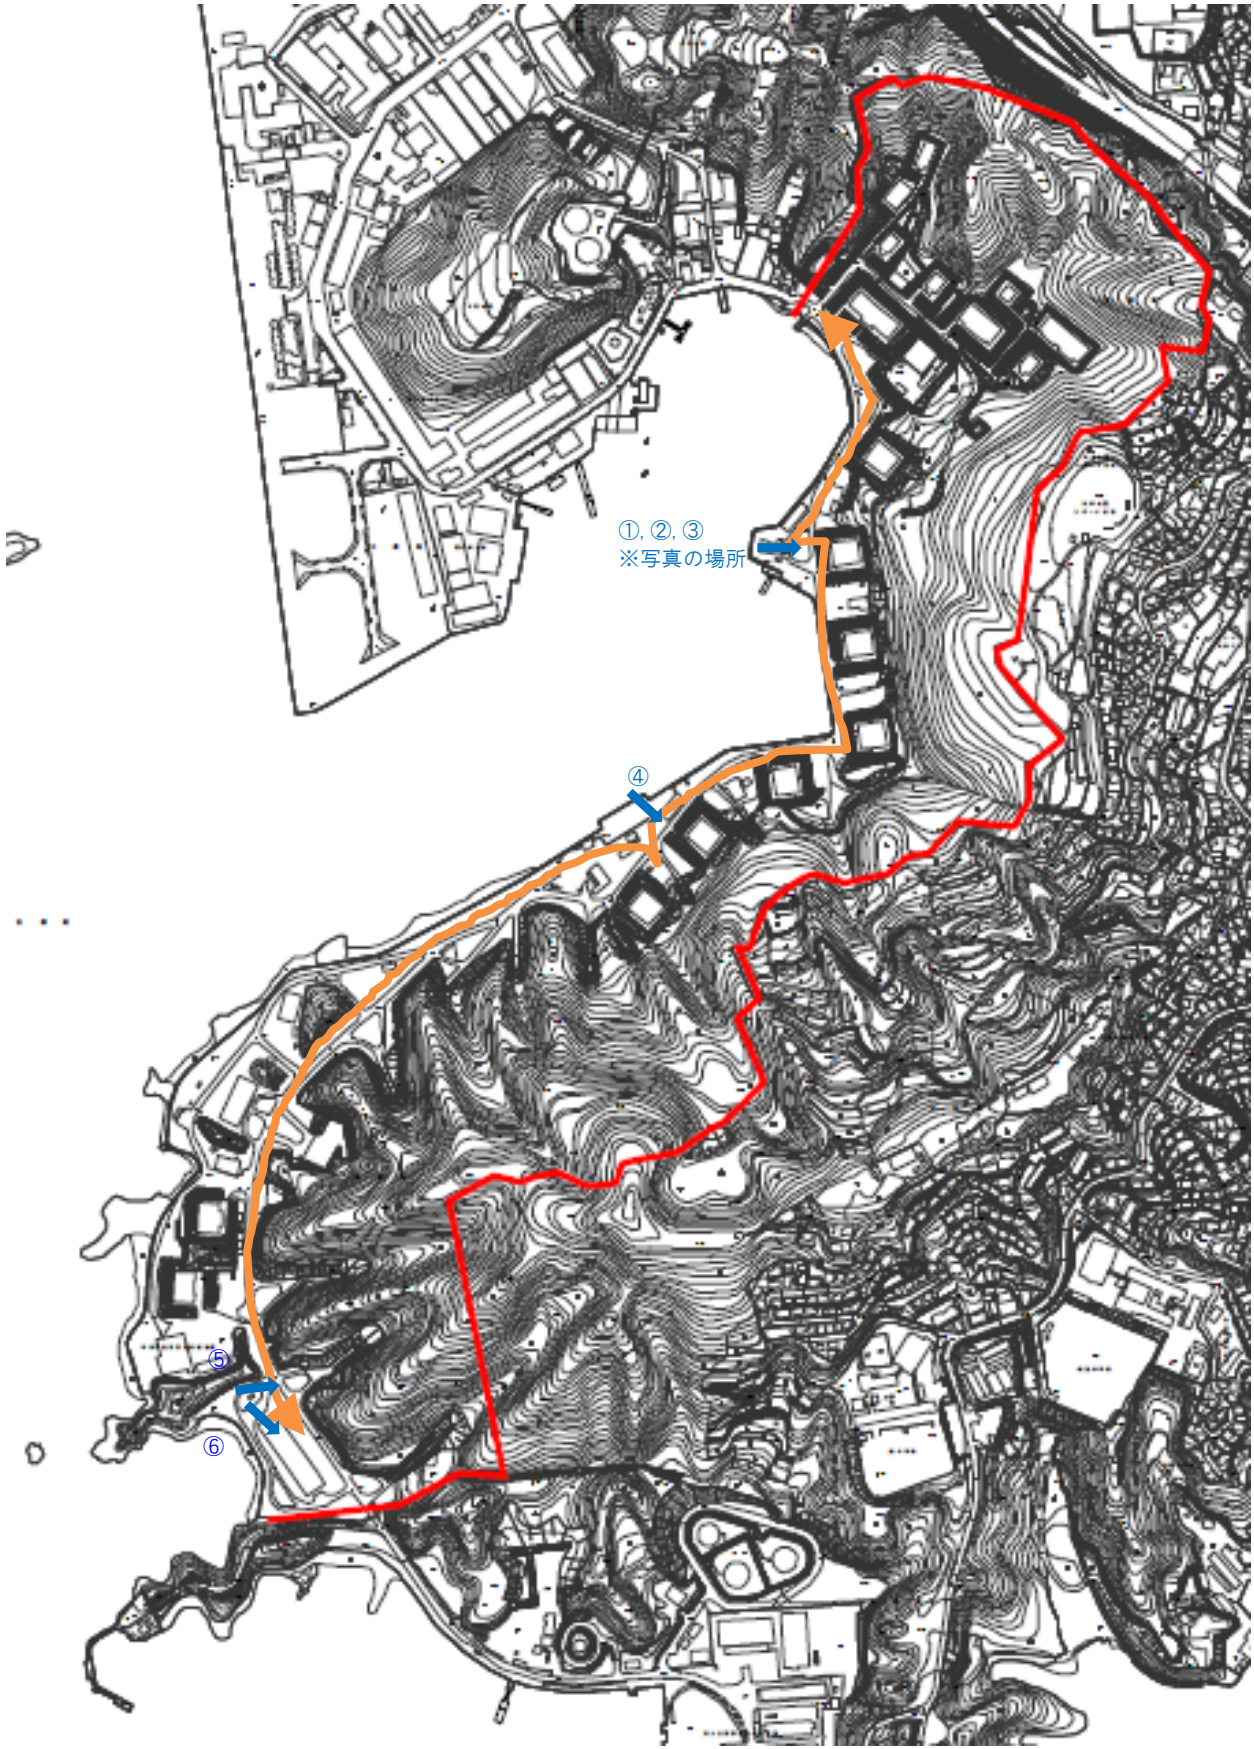 ①, ②, ③
※写真の場所
④
⑤
⑥